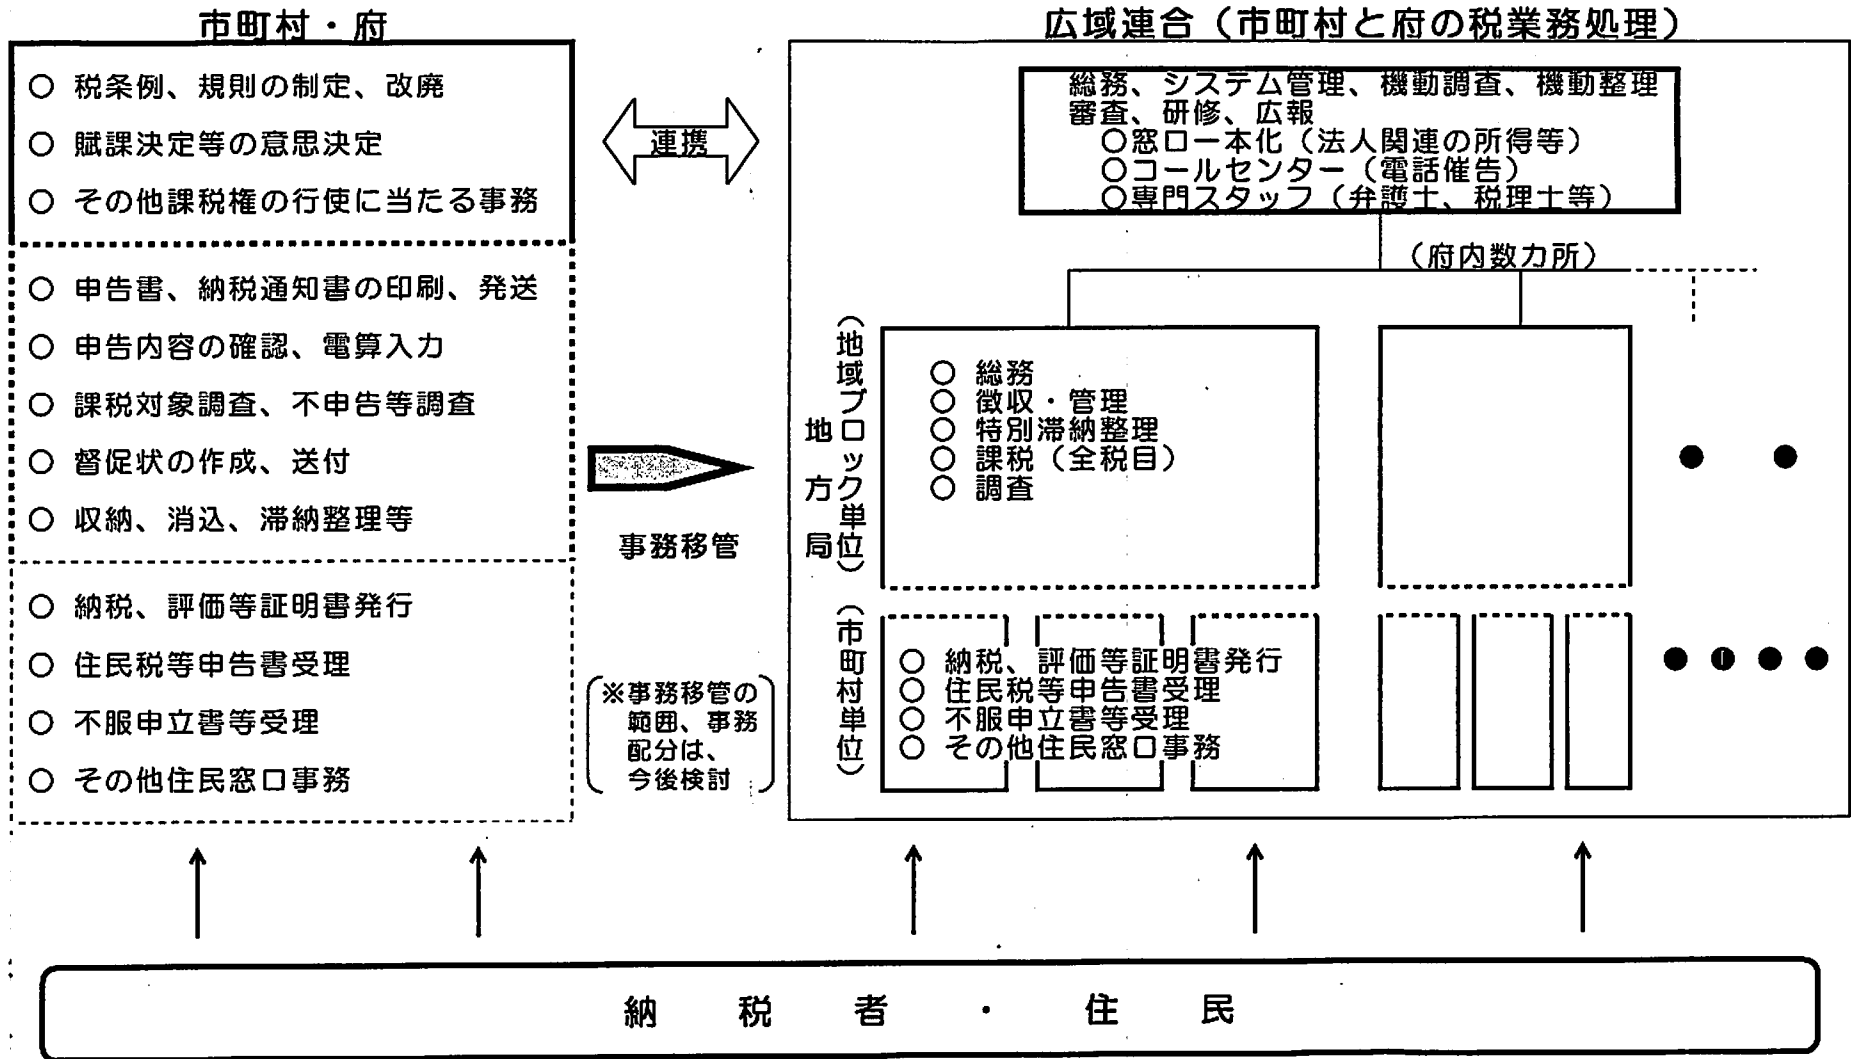 市町村・府
○ 税条例、規則の制定、改廃
○ 賦課決定等の意思決定
○ その他課税権の行使に当たる事務
○ 申告書、納税通知書の印刷、発送
○ 申告内容の確認、電算入力
○ 課税対象調査、不申告等調査
○ 督促状の作成、送付
○ 収納、消込、滞納整理等
○ 納税、評価等証明書発行
○ 住民税等申告書受理
○ 不服申立書等受理
○ その他住民窓口事務
連携
事務移管
※事務移管の
範囲、事務
配分は、
今後検討
広域連合（市町村と府の税業務処理）
総務、システム管理、機動調査、機動整理
審査、研修、広報
○窓口一本化（法人関連の所得等）
○コールセンター（電話催告）
○専門スタッフ（弁護士、税理士等）
（府内数カ所）
地方局
（地域ブロック単位）
○ 総務
○ 徴収・管理
○ 特別滞納整理
○ 課税（全税目）
○ 調査
（市町村単位）
○ 納税、評価等証明書発行
○ 住民税等申告書受理
○ 不服申立書等受理
○ その他住民窓口事務
納税者・住民